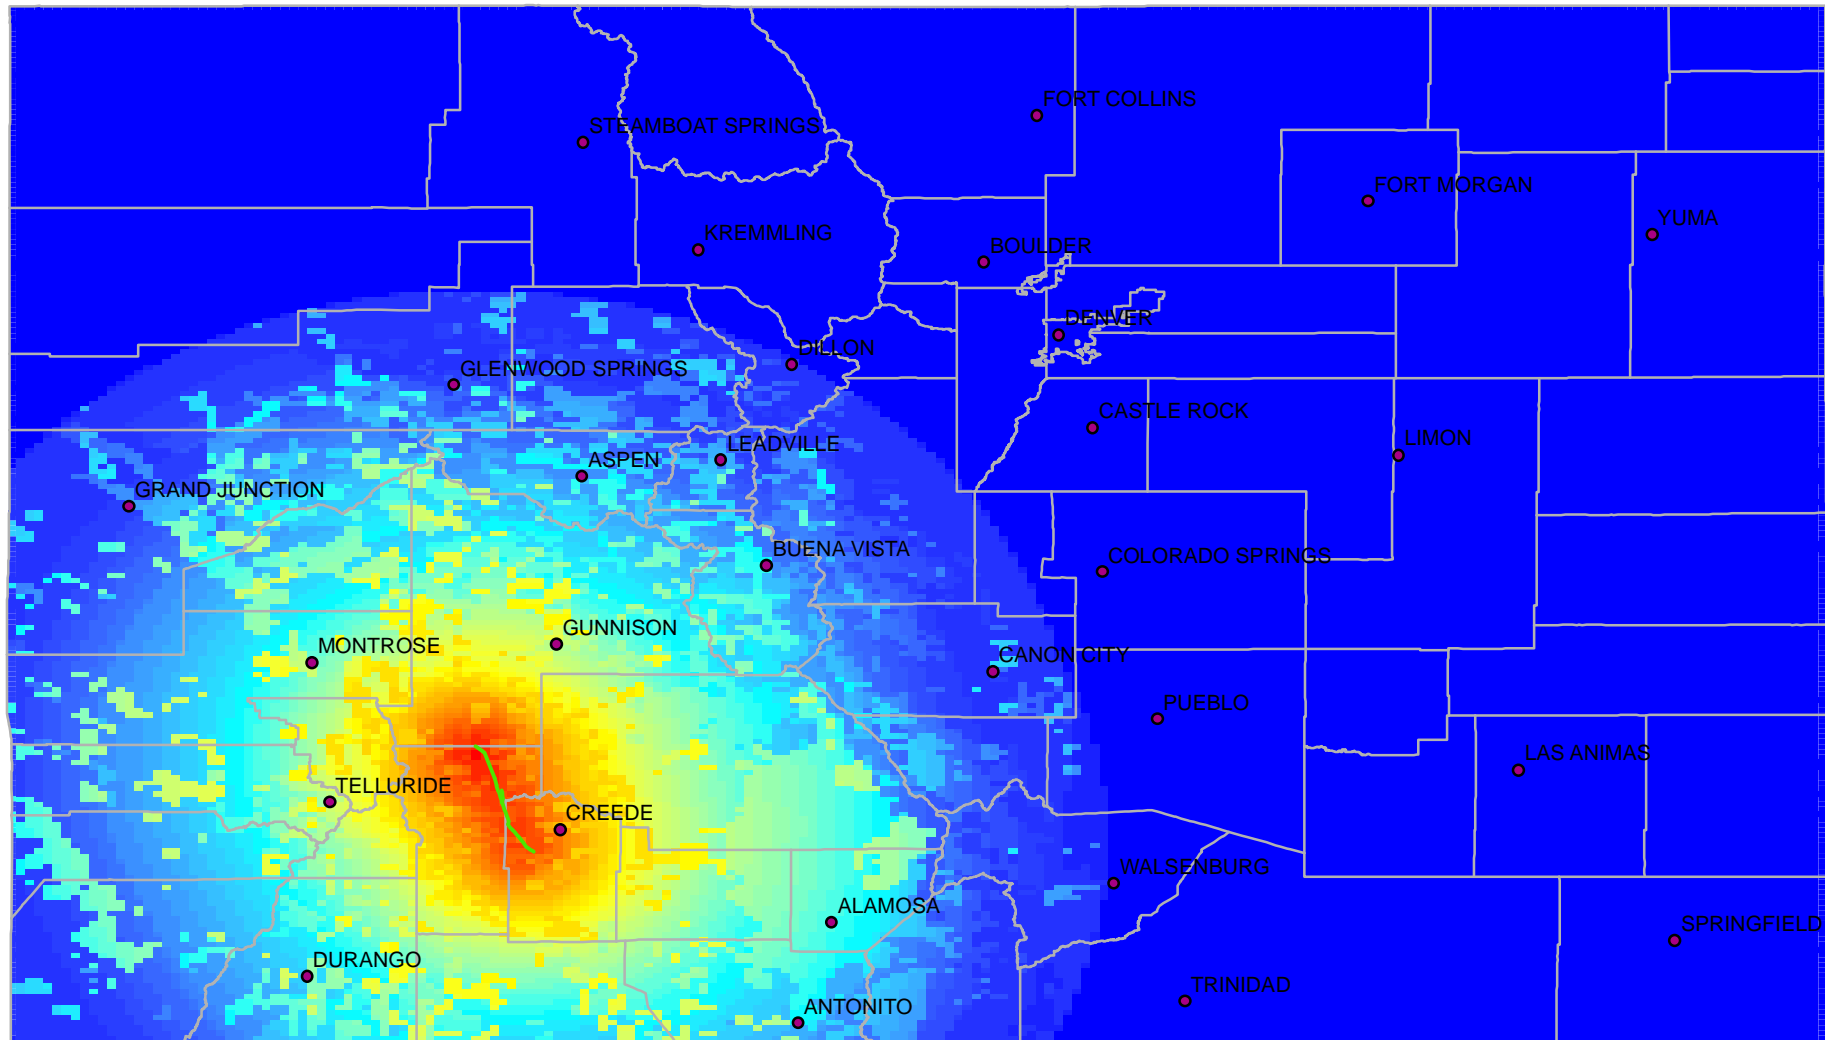 FORT COLLINS
STEAMBOAT SPRINGS
FORT MORGAN
YUMA
KREMMLING
BOULDER
DENVER
DILLON
GLENWOOD SPRINGS
CASTLE ROCK
LIMON
LEADVILLE
ASPEN
GRAND JUNCTION
BUENA VISTA
COLORADO SPRINGS
GUNNISON
MONTROSE
CANON CITY
PUEBLO
LAS ANIMAS
TELLURIDE
CREEDE
WALSENBURG
ALAMOSA
SPRINGFIELD
DURANGO
TRINIDAD
ANTONITO